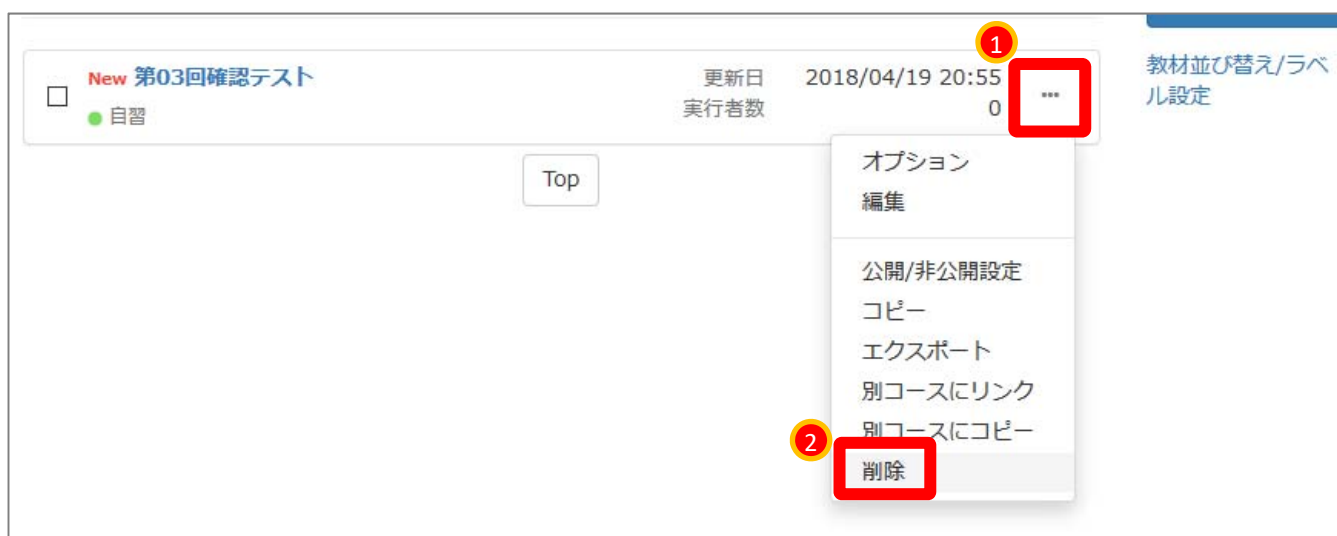 1
New 第03回確認テスト
更新日 2018/04/19 20:55
自習
実行者数 0
...
教材並び替え/ラベ
ル設定
Top
オプション
編集
公開/非公開設定
コピー
エクスポート
別コースにリンク
別コースにコピー
2
削除